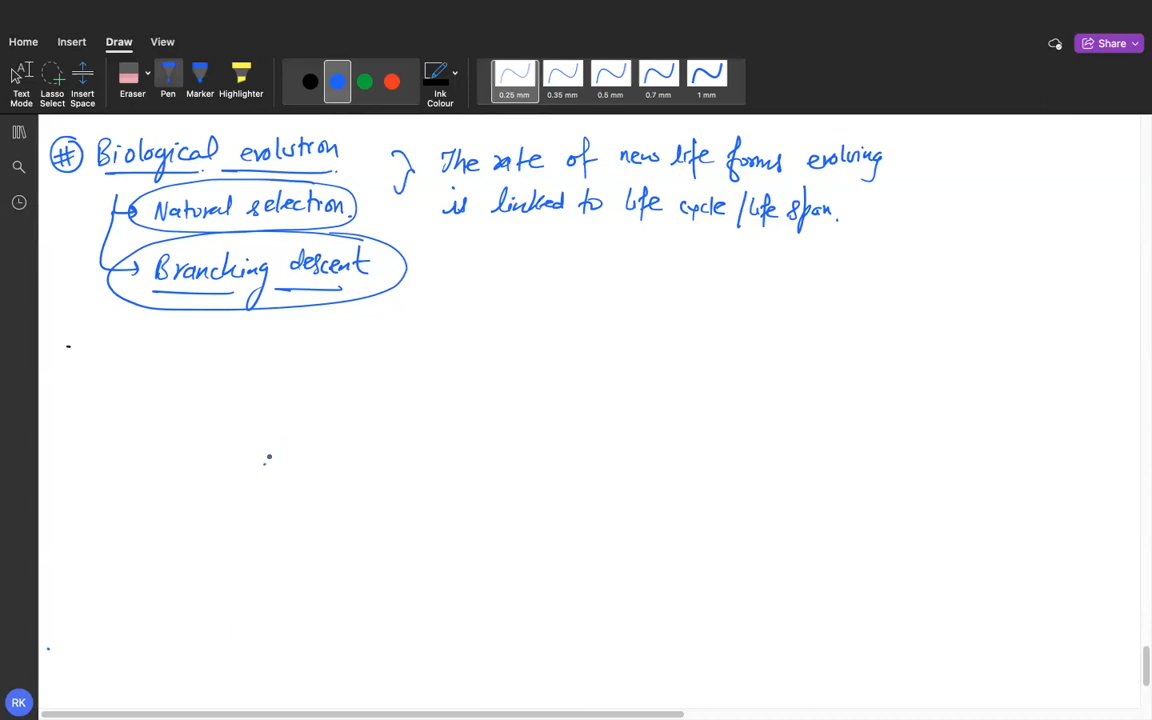 Home Insert Draw View
Share
Text Mode
Lasso Select
Insert Space
Eraser
Pen
Marker
Highlighter
Ink Colour
0.25 mm
0.35 mm
0.5 mm
0.7 mm
1 mm
# Biological evolution
Natural selection.
Branching descent
The rate of new life forms evolving
is linked to life cycle/life span.
RK